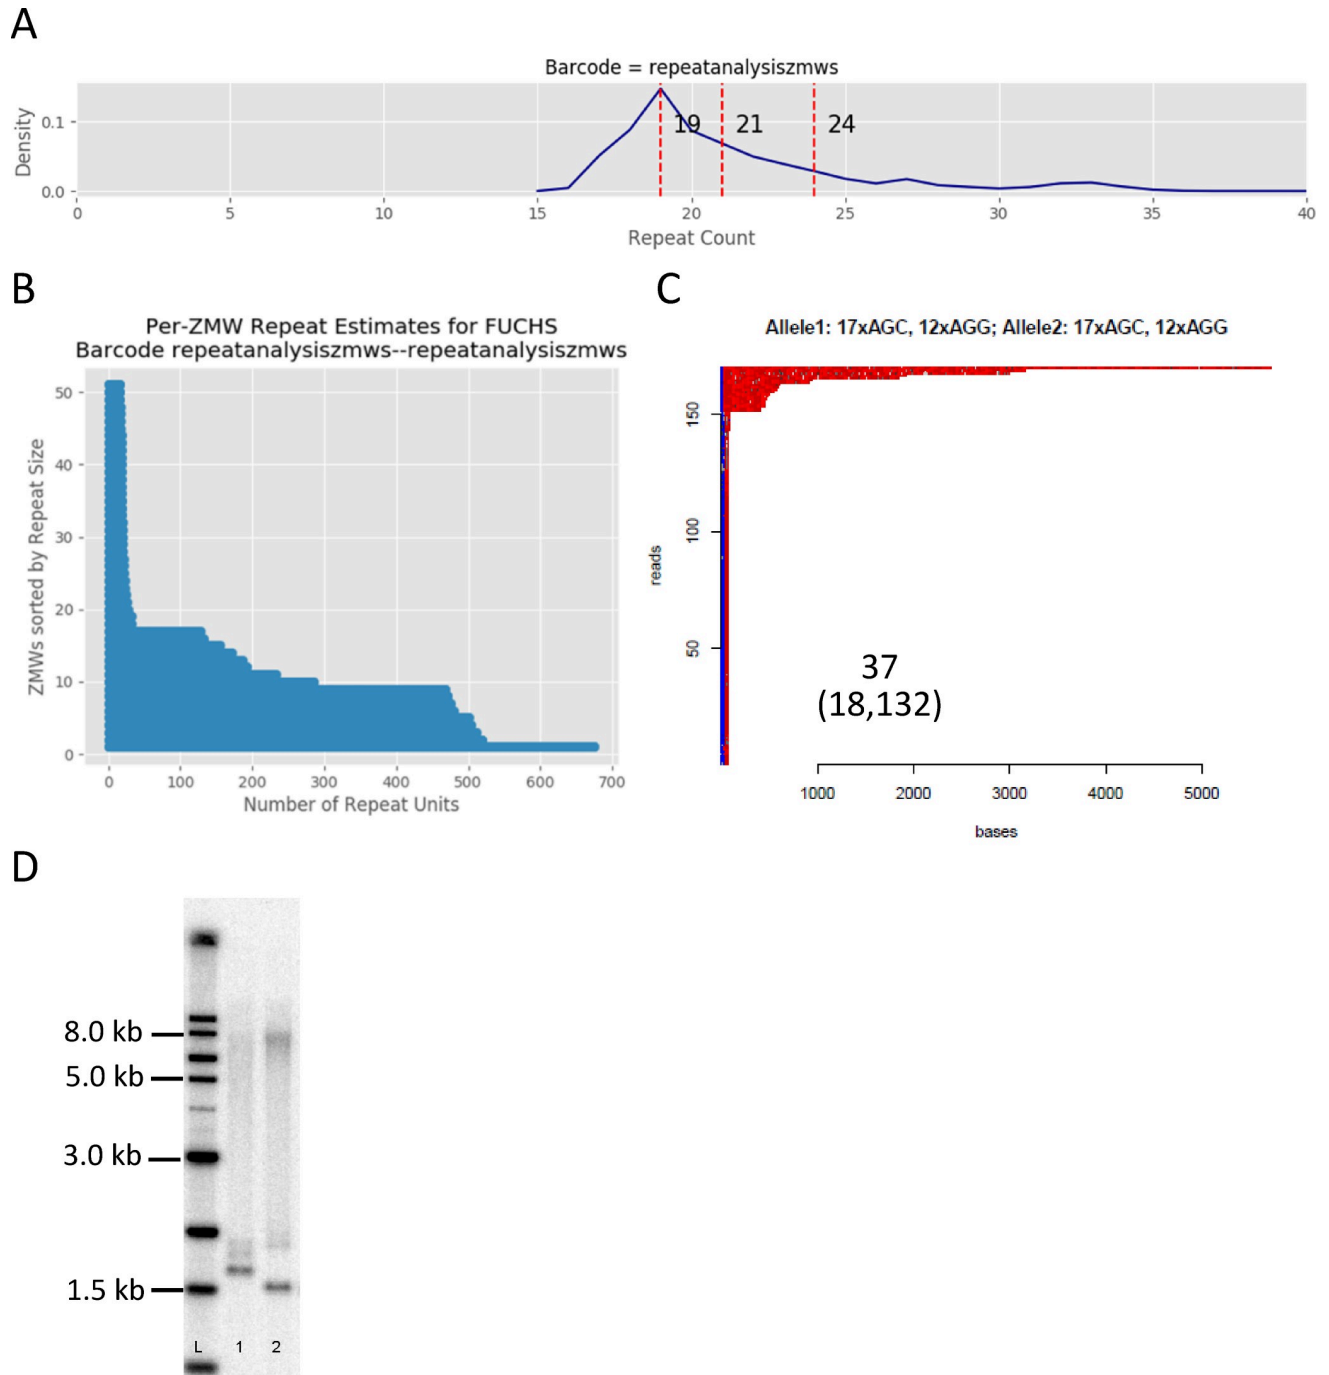 A
Barcode = repeatanalysiszmws
Density
0.1
0.0
19
21
24
0 5 10 15 20 25 30 35 40
Repeat Count
B
Per-ZMW Repeat Estimates for FUCHS
Barcode repeatanalysiszmws--repeatanalysiszmws
ZMWs sorted by Repeat Size
50
40
30
20
10
0
0 100 200 300 400 500 600 700
Number of Repeat Units
C
Allele1: 17xAGC, 12xAGG; Allele2: 17xAGC, 12xAGG
reads
150
100
50
37
(18,132)
1000 2000 3000 4000 5000
bases
D
8.0 kb
5.0 kb
3.0 kb
1.5 kb
L 1 2